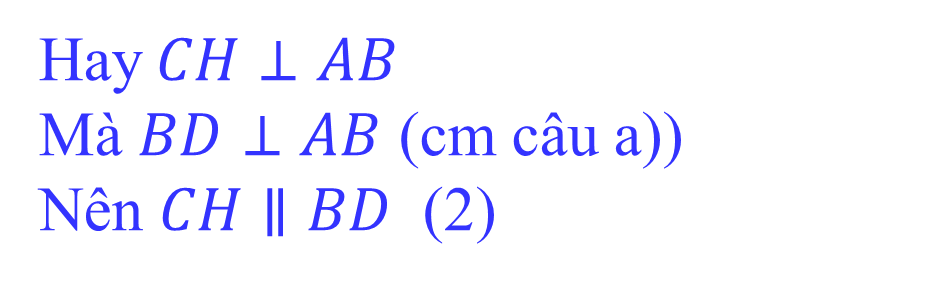 Hay 𝐶𝐻 ⊥ 𝐴𝐵
Mà 𝐵𝐷 ⊥ 𝐴𝐵 (cm câu a))
Nên 𝐶𝐻 ∥ 𝐵𝐷 (2)